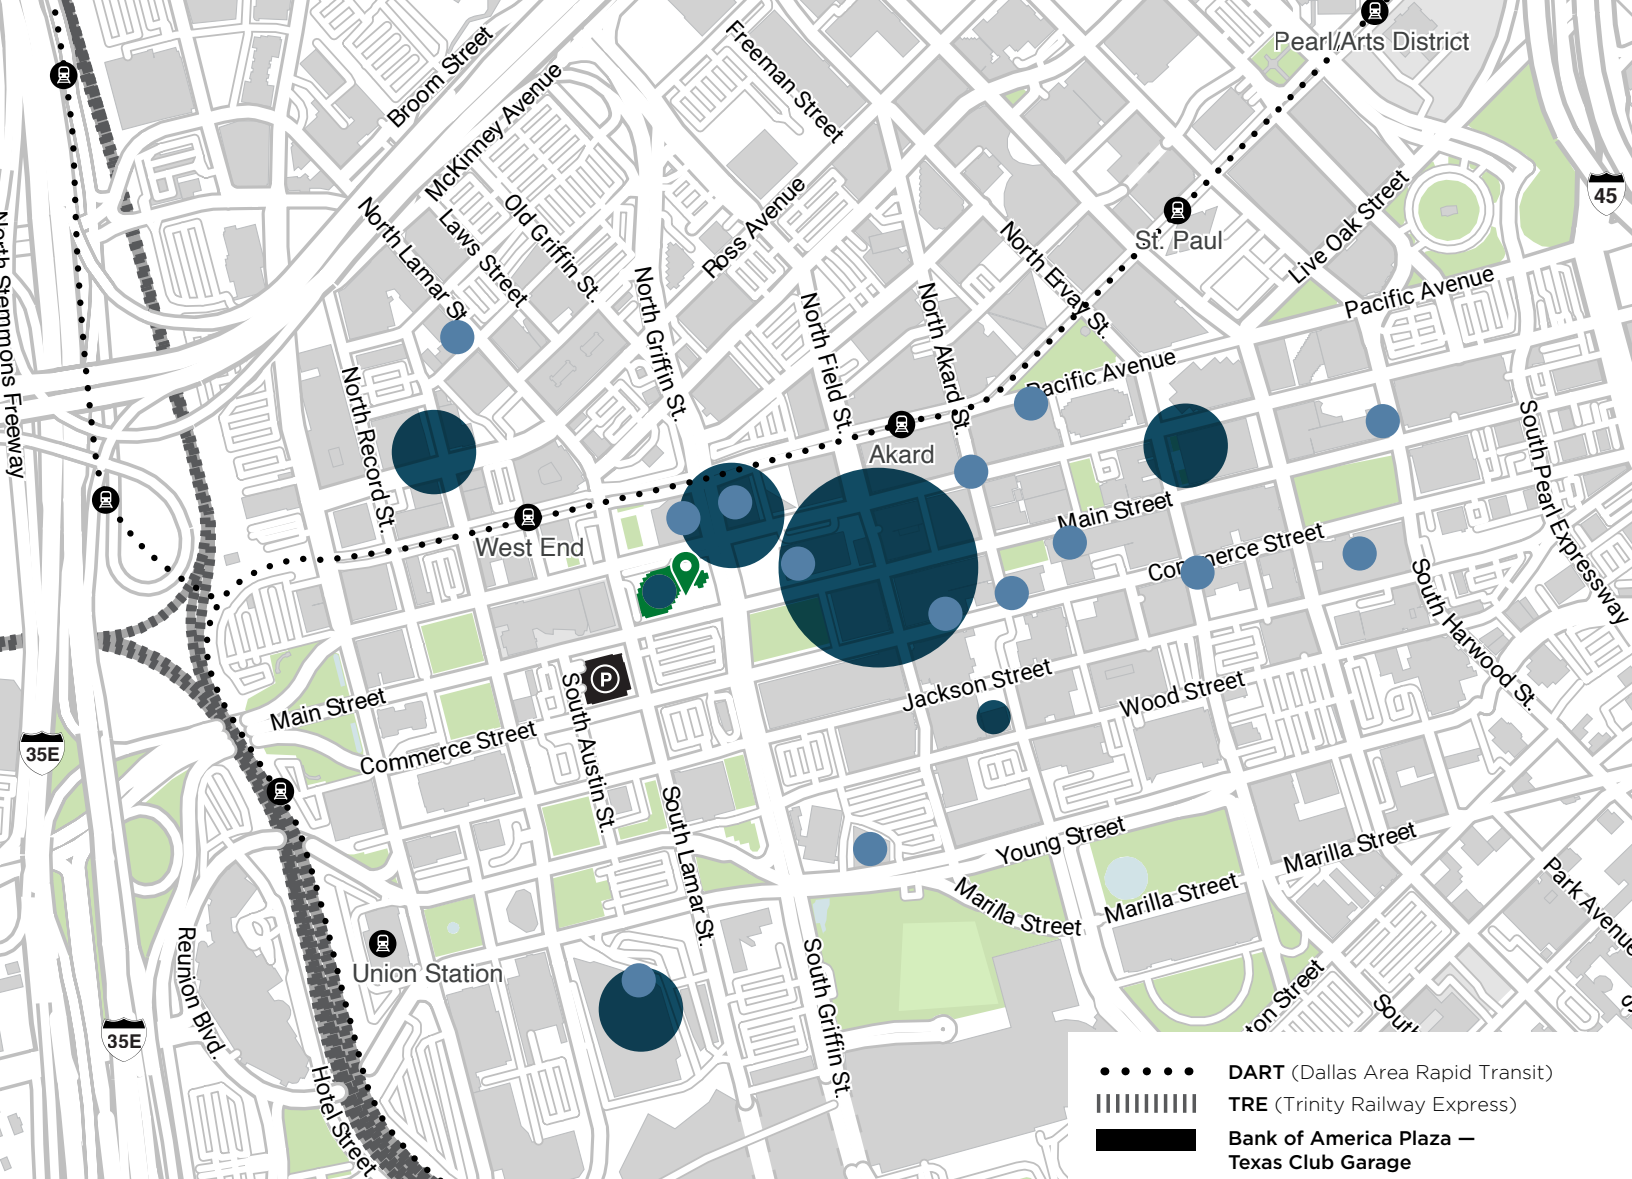 Pearl/Arts District
Freeman Street
Broom Street
McKinney Avenue
45
North Lamar St.
Laws Street
Old Griffin St.
Ross Avenue
Live Oak Street
St. Paul
North Ervay St.
Pacific Avenue
North Stemmons Freeway
North Griffin St.
North Field St.
North Akard St.
Pacific Avenue
North Record St.
Akard
South Pearl Expressway
West End
Main Street
Commerce Street
South Harwood St.
P
Jackson Street
Wood Street
Main Street
Commerce Street
South Austin St.
35E
South Lamar St.
Young Street
Marilla Street
Marilla Street
Marilla Street
Park Avenue
Reunion Blvd.
Union Station
South Griffin St.
ton Street
South
35E
Hotel Street
DART (Dallas Area Rapid Transit)
TRE (Trinity Railway Express)
Bank of America Plaza —
Texas Club Garage